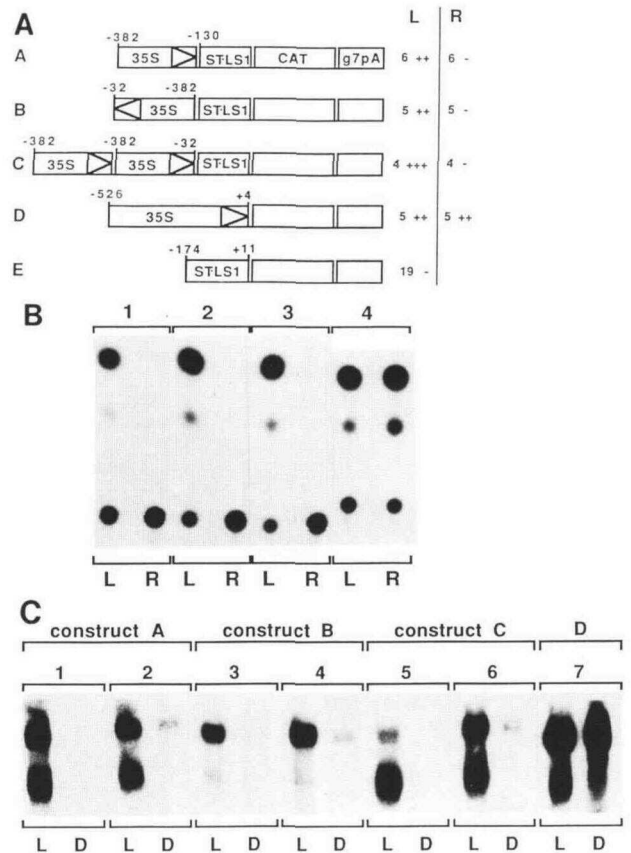 A
L R
-382 -130
A 35S ST-LS1 CAT g7pA 6 ++ 6 -
-32 -382
B 35S ST-LS1 5 ++ 5 -
-382 -382 -32
C 35S 35S ST-LS1 4 +++ 4 -
-526 +4
D 35S 5 ++ 5 ++
-174 +11
E ST-LS1 19 -
B
1 2 3 4
L R L R L R L R
C
construct A construct B construct C D
1 2 3 4 5 6 7
L D L D L D L D L D L D L D